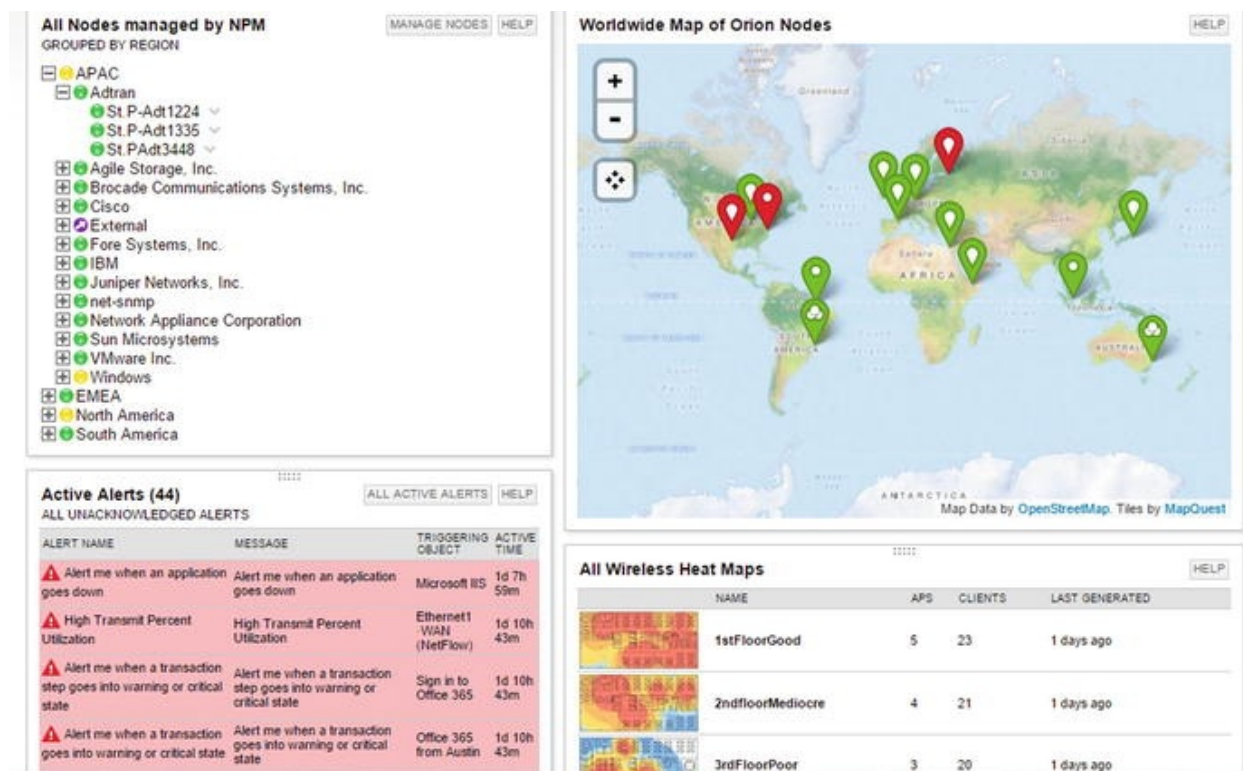 All Nodes managed by NPM
MANAGE NODES
HELP
GROUPED BY REGION
APAC
Adtran
St.P-Adt1224
St.P-Adt1335
St.PAdt3448
Agile Storage, Inc.
Brocade Communications Systems, Inc.
Cisco
External
Fore Systems, Inc.
IBM
Juniper Networks, Inc.
net-snmp
Network Appliance Corporation
Sun Microsystems
VMware Inc.
Windows
EMEA
North America
South America
Active Alerts (44)
ALL ACTIVE ALERTS
HELP
ALL UNACKNOWLEDGED ALERTS
ALERT NAME
MESSAGE
TRIGGERING
OBJECT
ACTIVE
TIME
Alert me when an application
goes down
Alert me when an application
goes down
Microsoft IIS
1d 7h
59m
High Transmit Percent
Utilization
High Transmit Percent
Utilization
Ethernet1
-WAN
(NetFlow)
1d 10h
43m
Alert me when a transaction
step goes into warning or critical
state
Alert me when a transaction
step goes into warning or
critical state
Sign in to
Office 365
1d 10h
43m
Alert me when a transaction
goes into warning or critical state
Alert me when a transaction
goes into warning or critical
state
Office 365
from Austin
1d 10h
43m
Worldwide Map of Orion Nodes
HELP
+
-
Greenland
ASIA
Sahara
AFRICA
AMERICA
ANTARCTICA
Map Data by OpenStreetMap. Tiles by MapQuest
All Wireless Heat Maps
HELP
NAME
APS
CLIENTS
LAST GENERATED
1stFloorGood
5
23
1 days ago
2ndfloorMediocre
4
21
1 days ago
3rdFloorPoor
3
20
1 days ago